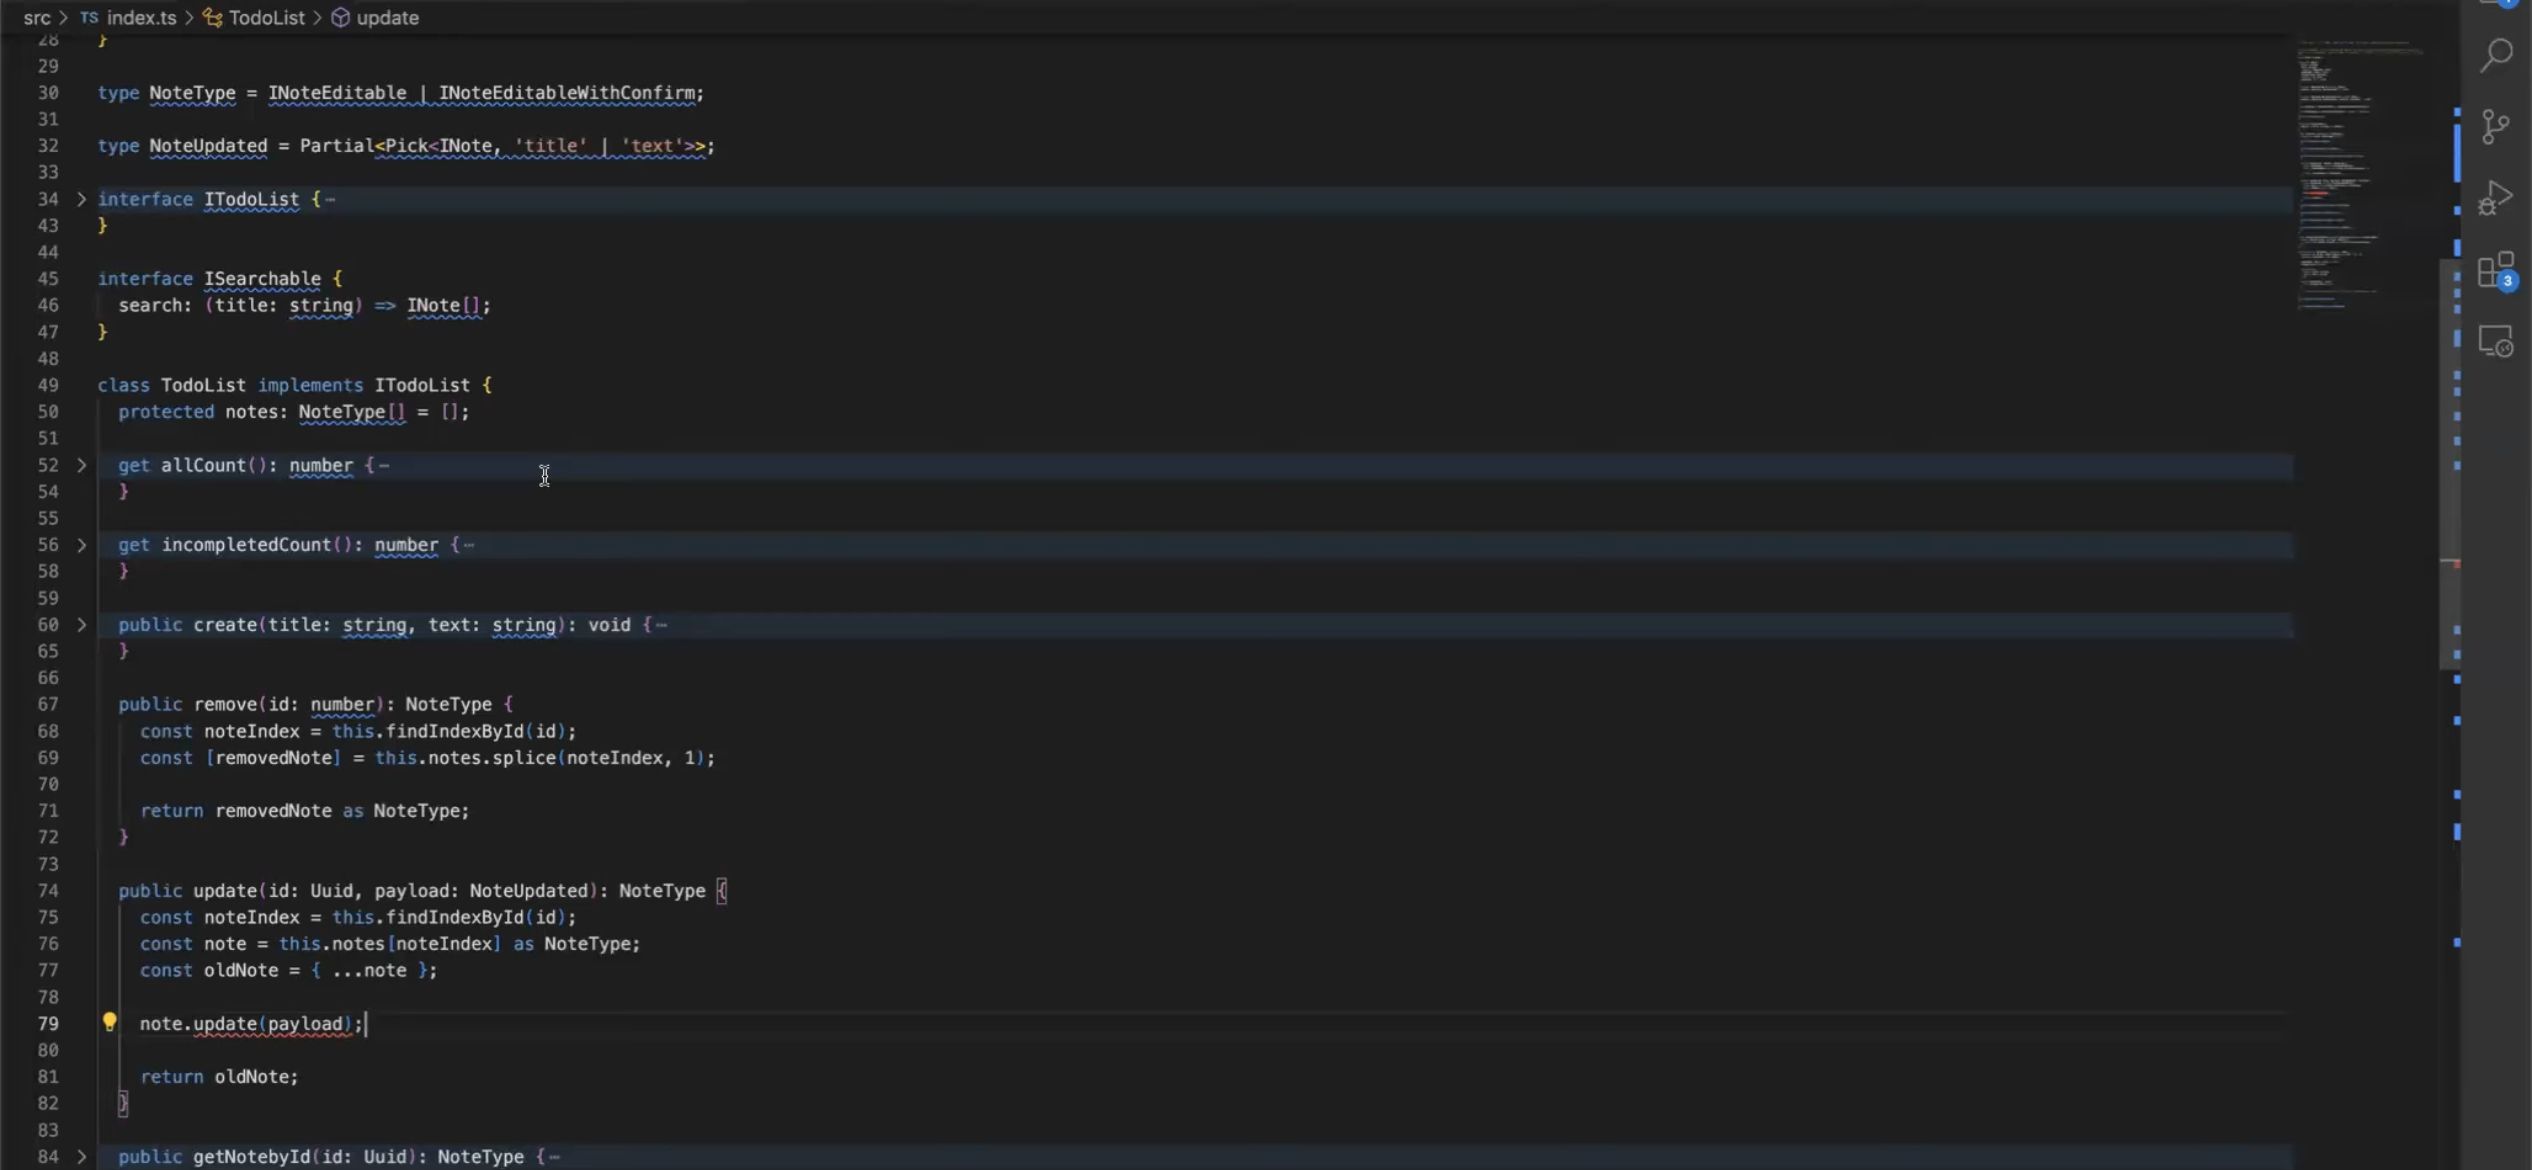 src > TS index.ts > TodoList > update
28 }
29
30 type NoteType = INoteEditable | INoteEditableWithConfirm;
31
32 type NoteUpdated = Partial<Pick<INote, 'title' | 'text'>>;
33
34 > interface ITodoList {⋯
43 }
44
45 interface ISearchable {
46 search: (title: string) => INote[];
47 }
48
49 class TodoList implements ITodoList {
50 protected notes: NoteType[] = [];
51
52 > get allCount(): number {⋯
54 }
55
56 > get incompletedCount(): number {⋯
58 }
59
60 > public create(title: string, text: string): void {⋯
65 }
66
67 public remove(id: number): NoteType {
68 const noteIndex = this.findIndexById(id);
69 const [removedNote] = this.notes.splice(noteIndex, 1);
70
71 return removedNote as NoteType;
72 }
73
74 public update(id: Uuid, payload: NoteUpdated): NoteType {
75 const noteIndex = this.findIndexById(id);
76 const note = this.notes[noteIndex] as NoteType;
77 const oldNote = { ...note };
78
79 note.update(payload);
80
81 return oldNote;
82 }
83
84 > public getNotebyId(id: Uuid): NoteType {⋯
3